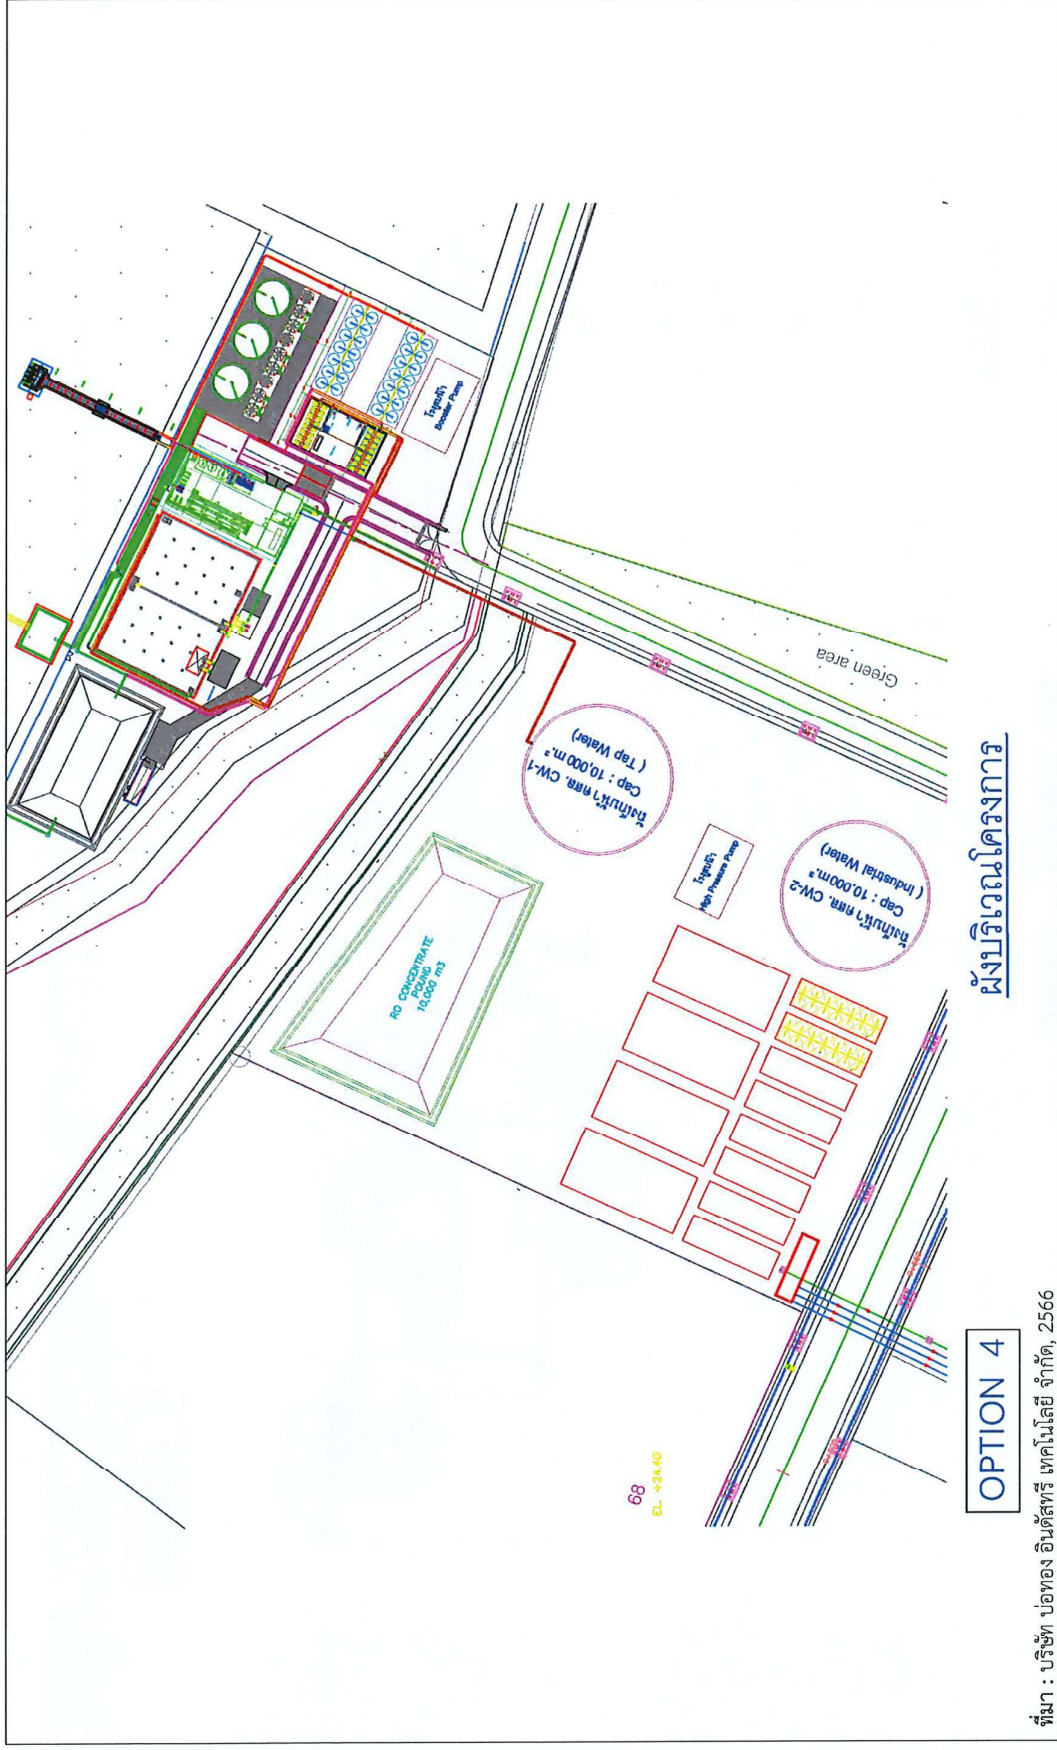 โรงสูบน้ำ
Booster Pump
Green area
ถังเก็บน้ำ คสล. CW-1
Cap : 10,000 m.³
( Tap Water)
RO CONCENTRATE
POUND
10,000 m3
โรงสูบน้ำ
High Pressure Pump
ถังเก็บน้ำ คสล. CW-2
Cap : 10,000m.³
( Industrial Water)
68
EL. +24.40
ผังบริเวณโครงการ
OPTION 4
ที่มา : บริษัท บ่อทอง อินดัสทรี เทคโนโลยี จำกัด, 2566